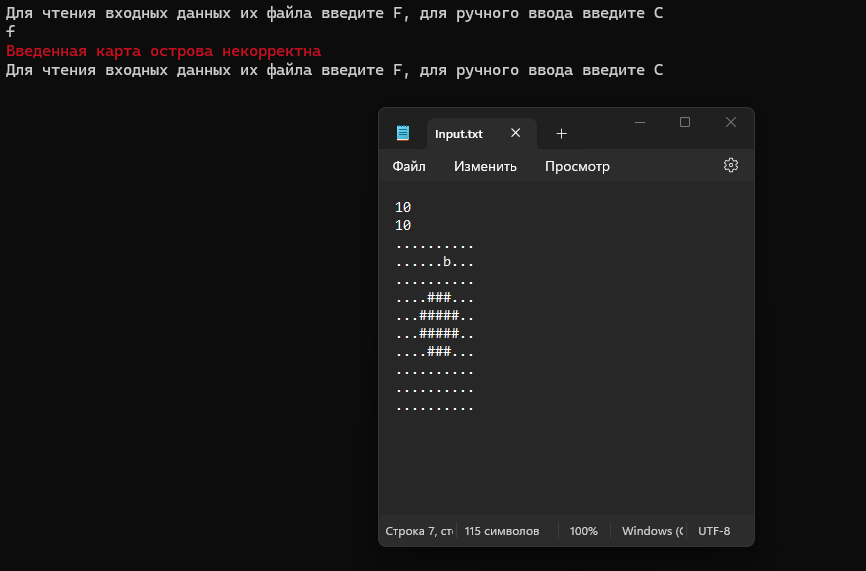 Для чтения входных данных их файла введите F, для ручного ввода введите C
f
Введенная карта острова некорректна
Для чтения входных данных их файла введите F, для ручного ввода введите C
Input.txt
Файл Изменить Просмотр
10
10
..........
......b...
..........
....###...
...#####..
...#####..
....###...
..........
..........
..........
Строка 7, ст 115 символов 100% Windows (C UTF-8